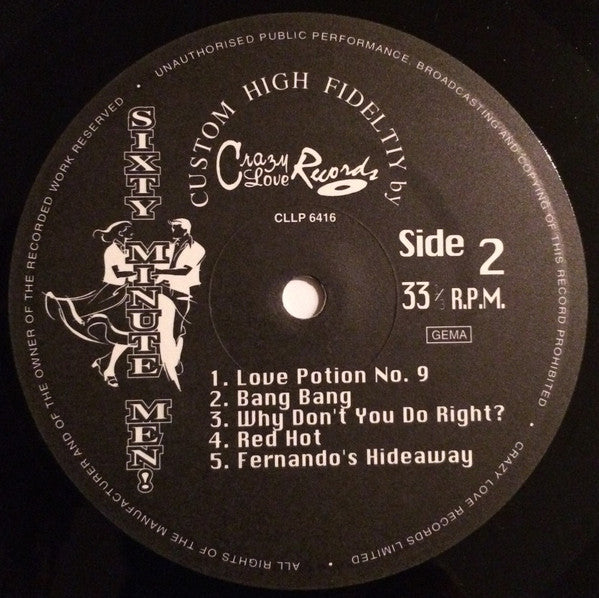 · UNAUTHORISED PUBLIC PERFORMANCE, BROADCASTING AND COPYING OF THIS RECORD PROHIBITED
· CRAZY LOVE RECORDS LIMITED ·
ALL RIGHTS OF THE MANUFACTURER AND OF THE OWNER OF THE RECORDED WORK RESERVED
CUSTOM HIGH FIDELTIY by
Crazy
Love Records
CLLP 6416
SIXTY MINUTE MEN!
Side 2
33 1/3 R.P.M.
GEMA
1. Love Potion No. 9
2. Bang Bang
3. Why Don't You Do Right?
4. Red Hot
5. Fernando's Hideaway